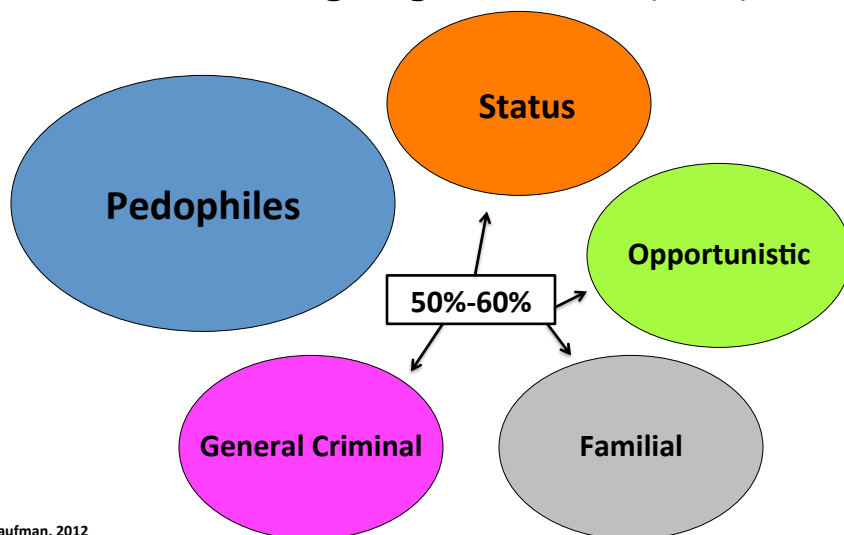 Status
Pedophiles
Opportunistic
50%-60%
General Criminal
Familial
aufman, 2012